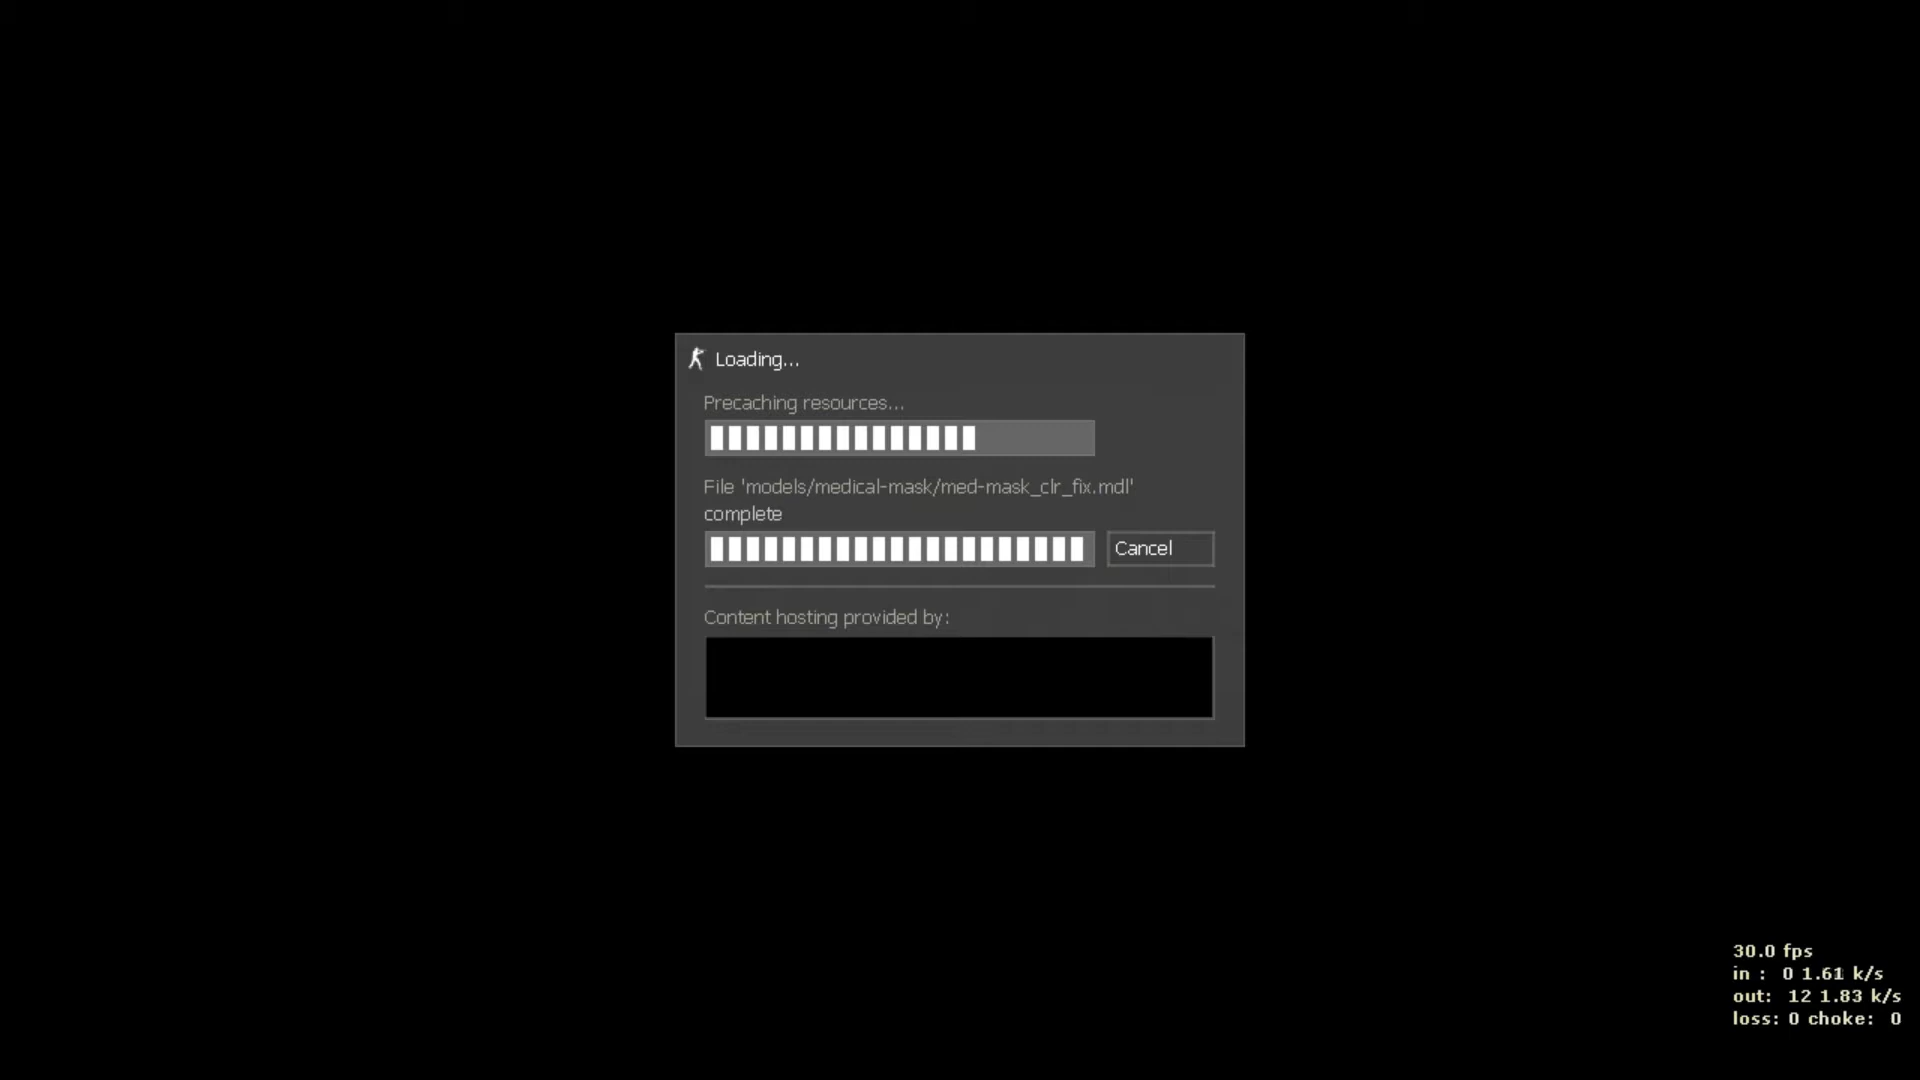 Loading...
Precaching resources...
File 'models/medical-mask/med-mask_clr_fix.mdl'
complete
Cancel
Content hosting provided by:
30.0 fps
in :  0 1.61 k/s
out:  12 1.83 k/s
loss: 0 choke:  0